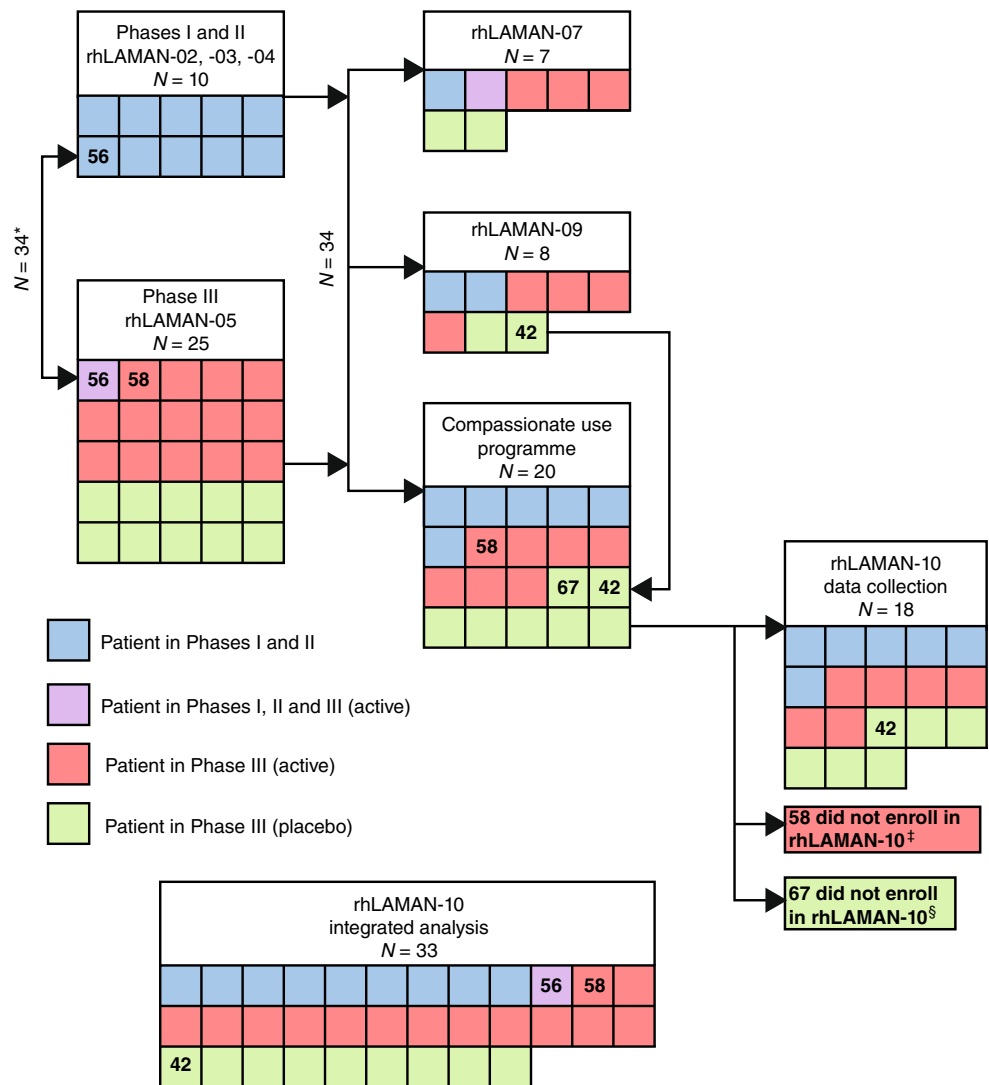 Phases I and II
rhLAMAN-02, -03, -04
N = 10
56
N = 34*
Phase III
rhLAMAN-05
N = 25
56
58
N = 34
rhLAMAN-07
N = 7
rhLAMAN-09
N = 8
42
Compassionate use
programme
N = 20
58
67
42
rhLAMAN-10
data collection
N = 18
42
58 did not enroll in
rhLAMAN-10‡
67 did not enroll
in rhLAMAN-10§
Patient in Phases I and II
Patient in Phases I, II and III (active)
Patient in Phase III (active)
Patient in Phase III (placebo)
rhLAMAN-10
integrated analysis
N = 33
56
58
42